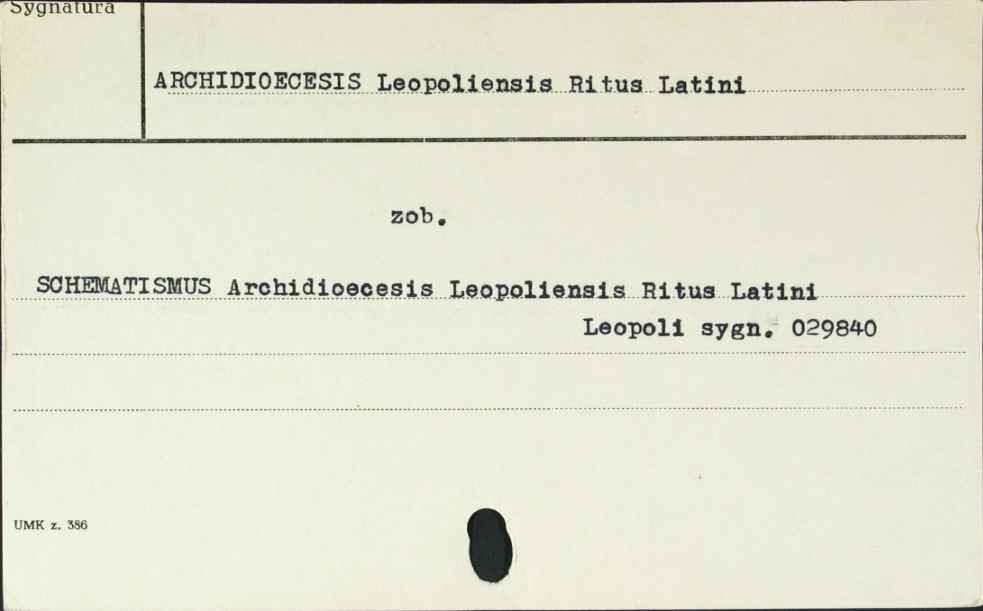 Sygnatura
ARCHIDIOECESIS Leopoliensis Ritus Latini
zob.
SCHEMATISMUS Archidioecesis Leopoliensis Ritus Latini
Leopoli sygn. 029840
UMK z. 386